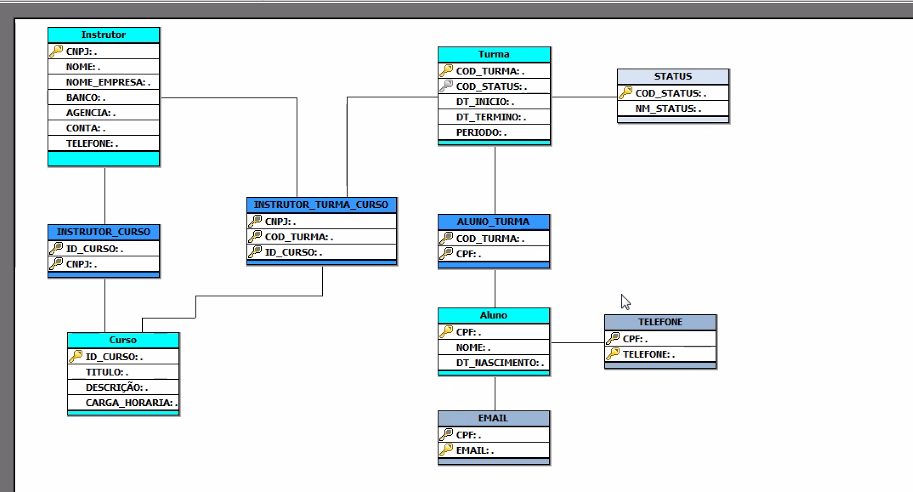 Instrutor
CNPJ: .
NOME: .
NOME_EMPRESA: .
BANCO: .
AGENCIA: .
CONTA: .
TELEFONE: .
Turma
COD_TURMA: .
COD_STATUS: .
DT_INICIO: .
DT_TERMINO: .
PERIODO: .
STATUS
COD_STATUS: .
NM_STATUS: .
INSTRUTOR_TURMA_CURSO
CNPJ: .
COD_TURMA: .
ID_CURSO: .
INSTRUTOR_CURSO
ID_CURSO: .
CNPJ: .
ALUNO_TURMA
COD_TURMA: .
CPF: .
Curso
ID_CURSO: .
TITULO: .
DESCRIÇÃO: .
CARGA_HORARIA: .
Aluno
CPF: .
NOME: .
DT_NASCIMENTO: .
TELEFONE
CPF: .
TELEFONE: .
EMAIL
CPF: .
EMAIL: .